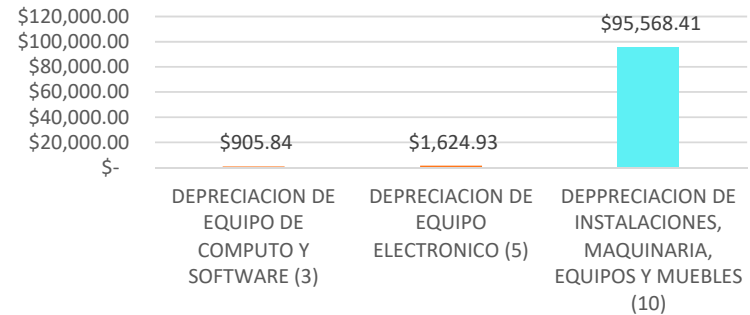 $120,000.00
$100,000.00
$80,000.00
$60,000.00
$40,000.00
$20,000.00
$-
$905.84
$1,624.93
$95,568.41
DEPRECIACION DE
EQUIPO DE
COMPUTO Y
SOFTWARE (3)
DEPRECIACION DE
EQUIPO
ELECTRONICO (5)
DEPPRECIACION DE
INSTALACIONES,
MAQUINARIA,
EQUIPOS Y MUEBLES
(10)